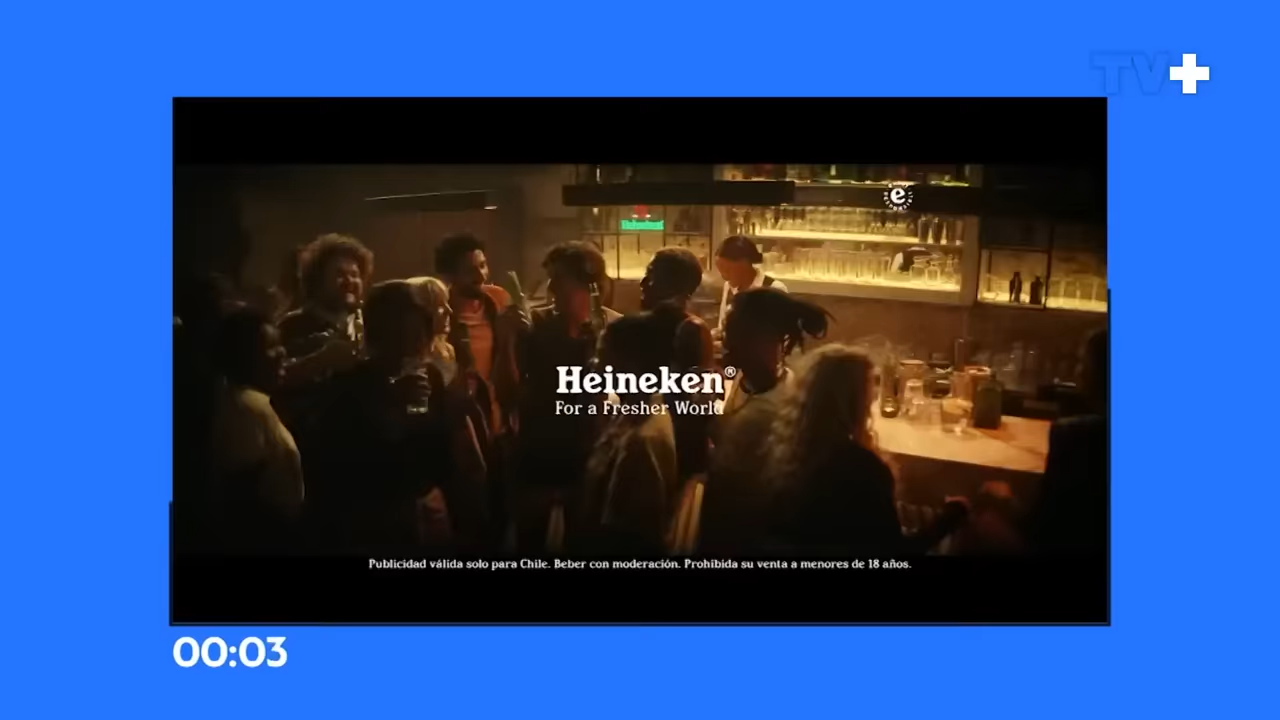 TV+
Heineken
Heineken®
For a Fresher World
Publicidad válida solo para Chile. Beber con moderación. Prohibida su venta a menores de 18 años.
00:03